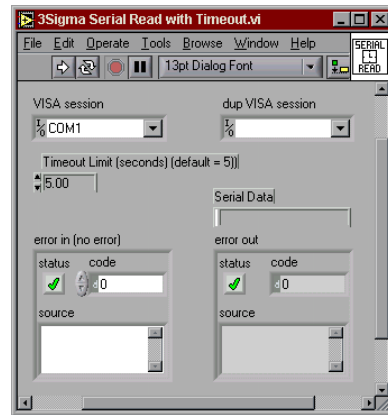 3Sigma Serial Read with Timeout.vi
File Edit Operate Tools Browse Window Help
13pt Dialog Font
SERIAL
READ
VISA session
dup VISA session
I/O COM1
I/O
Timeout Limit (seconds) (default = 5))
5.00
Serial Data
error in (no error)
error out
status code
status code
d 0
d 0
source
source